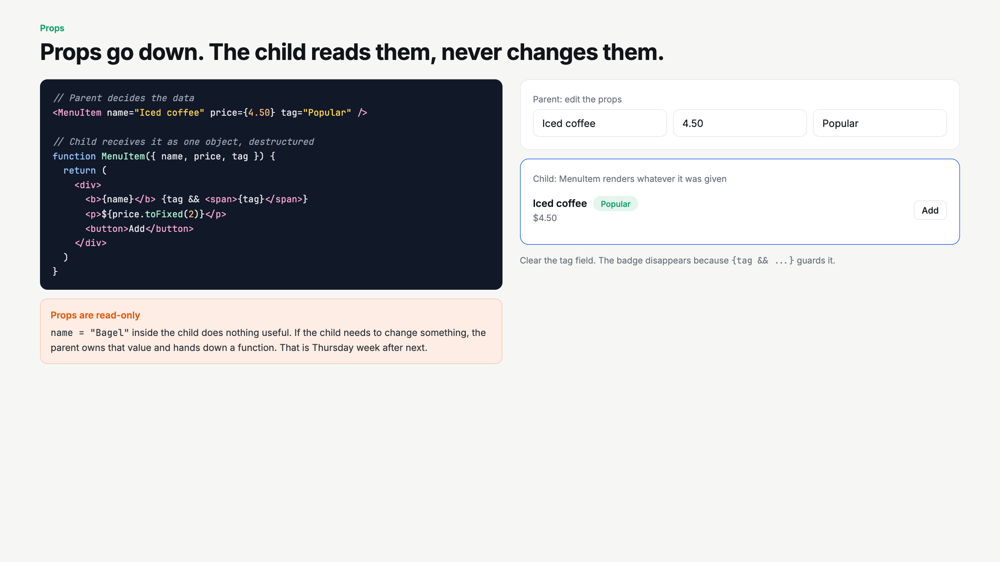 Props
Props go down. The child reads them, never changes them.
// Parent decides the data
<MenuItem name="Iced coffee" price={4.50} tag="Popular" />
// Child receives it as one object, destructured
function MenuItem({ name, price, tag }) {
  return (
    <div>
      <b>{name}</b> {tag && <span>{tag}</span>}
      <p>${price.toFixed(2)}</p>
      <button>Add</button>
    </div>
  )
}
Props are read-only
name = "Bagel" inside the child does nothing useful. If the child needs to change something, the
parent owns that value and hands down a function. That is Thursday week after next.
Parent: edit the props
Iced coffee
4.50
Popular
Child: MenuItem renders whatever it was given
Iced coffee Popular
$4.50
Add
Clear the tag field. The badge disappears because {tag && ...} guards it.